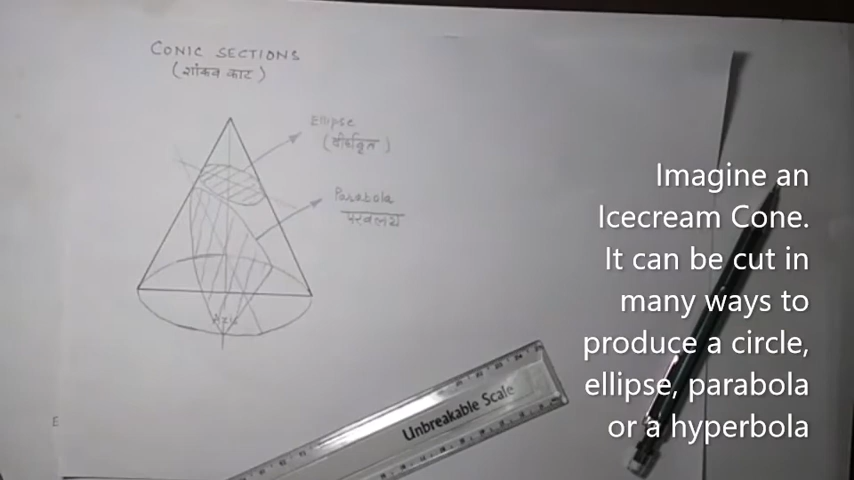 CONIC SECTIONS
(शांकव काट)
Ellipse
(दीर्घवृत)
Parabola
परवलय
Axis
Imagine an
Icecream Cone.
It can be cut in
many ways to
produce a circle,
ellipse, parabola
or a hyperbola
Unbreakable Scale
E